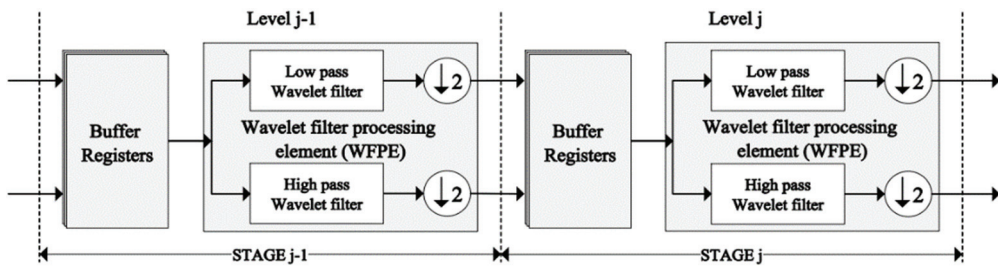 Level j-1
Level j
Low pass
Wavelet filter
↓2
Buffer
Registers
Wavelet filter processing
element (WFPE)
High pass
Wavelet filter
↓2
Low pass
Wavelet filter
↓2
Buffer
Registers
Wavelet filter processing
element (WFPE)
High pass
Wavelet filter
↓2
STAGE j-1
STAGE j